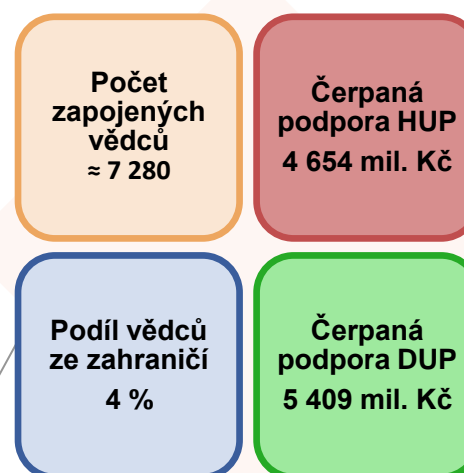 Počet
zapojených
vědců
≈ 7 280
Čerpaná
podpora HUP
4 654 mil. Kč
Podíl vědců
ze zahraničí
4 %
Čerpaná
podpora DUP
5 409 mil. Kč